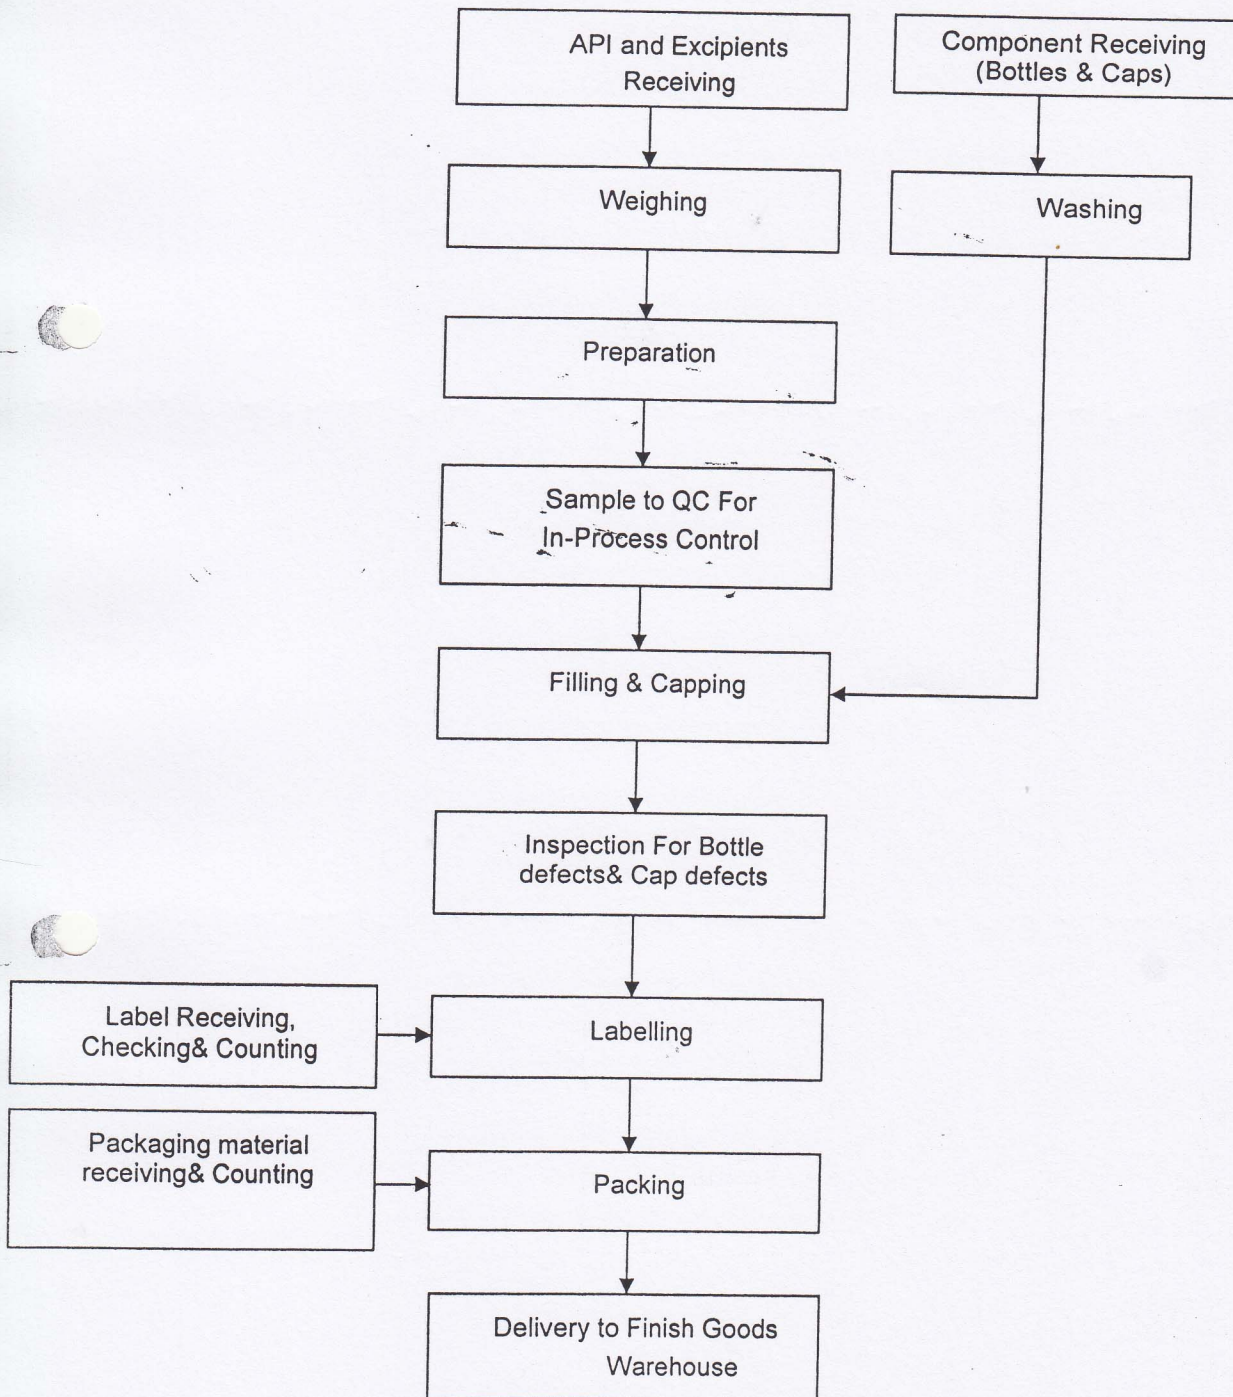 API and Excipients
Receiving
Component Receiving
(Bottles & Caps)
Weighing
Washing
Preparation
Sample to QC For
In-Process Control
Filling & Capping
Inspection For Bottle
defects& Cap defects
Label Receiving,
Checking& Counting
Labelling
Packaging material
receiving& Counting
Packing
Delivery to Finish Goods
Warehouse